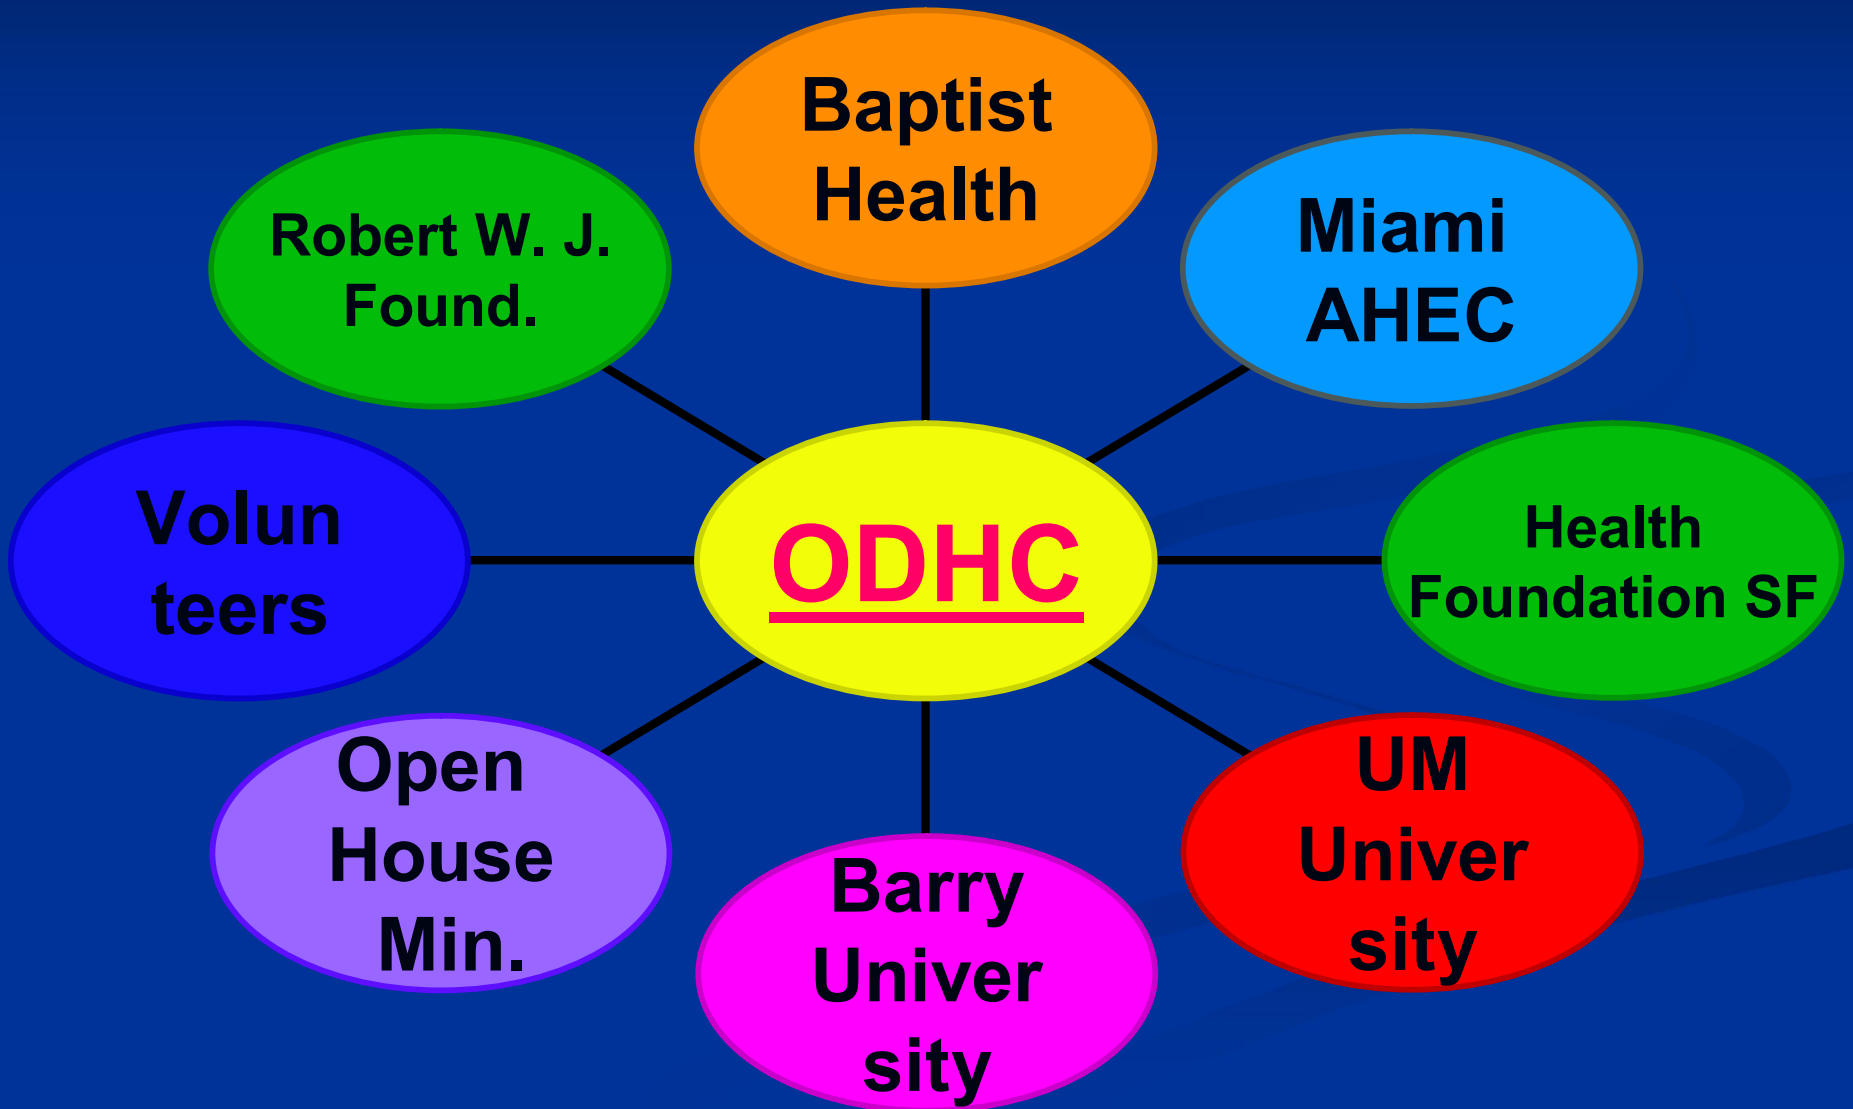 Baptist
Health
Robert W. J.
Found.
Miami
AHEC
Volun
teers
ODHC
Health
Foundation SF
Open
House
Min.
Barry
Univer
sity
UM
Univer
sity